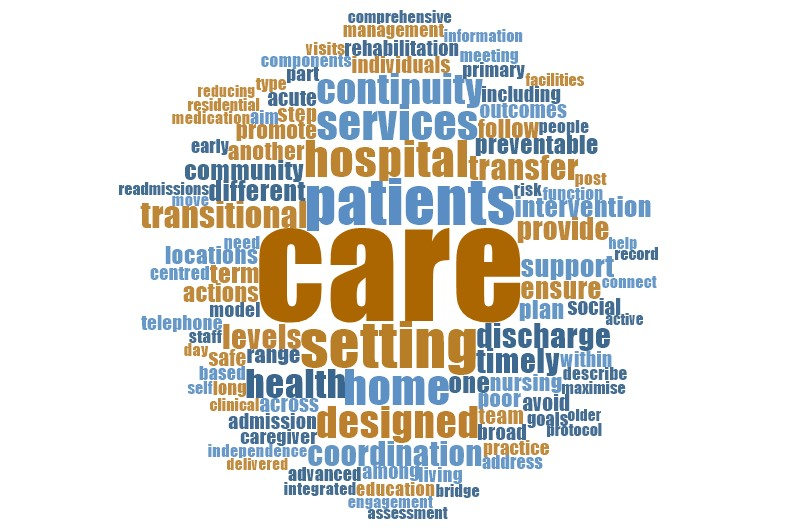 comprehensive
management information
visits rehabilitation meeting
components individuals primary
part facilities
type continuity including
reducing acute outcomes
residential step services people
medication aim follow
promote preventable
early another hospital transfer
community post
readmissions different patients risk function
move intervention
transitional provide
need care help
locations record
centred term support connect
actions ensure
model plan social
telephone active
staff levels setting discharge
day safe range timely within
based health home one nursing describe
self long maximise
clinical across poor avoid
admission designed team goals older
caregiver broad protocol
independence coordination practice
delivered address
advanced among living
integrated education bridge
engagement
assessment